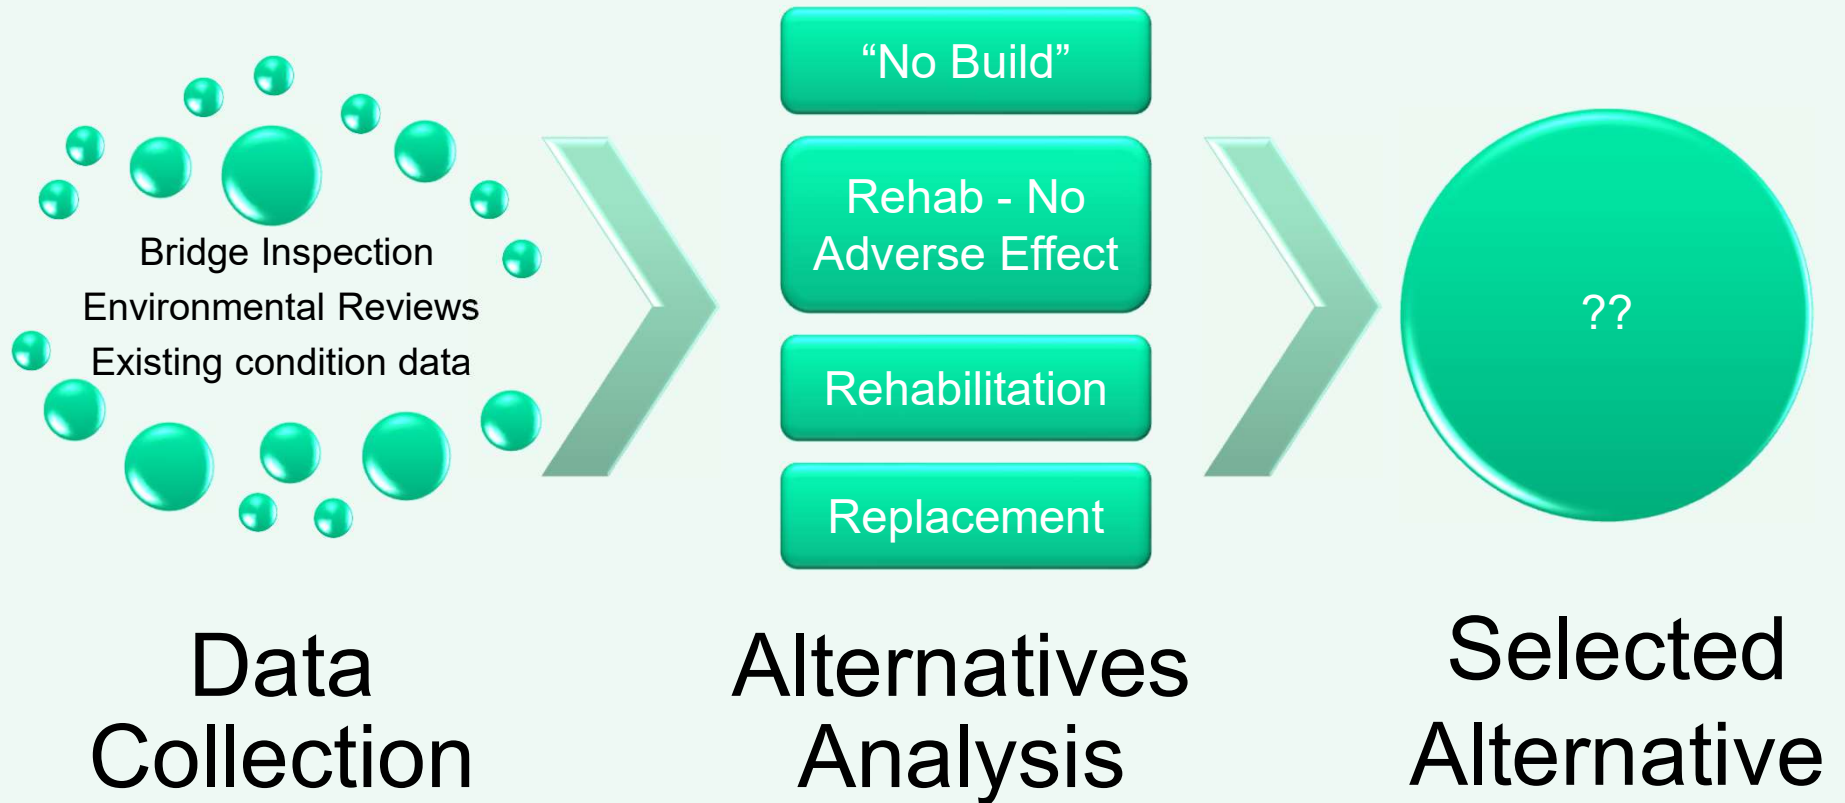 Bridge Inspection
Environmental Reviews
Existing condition data
Data
Collection
“No Build”
Rehab - No
Adverse Effect
Rehabilitation
Replacement
Alternatives
Analysis
??
Selected
Alternative